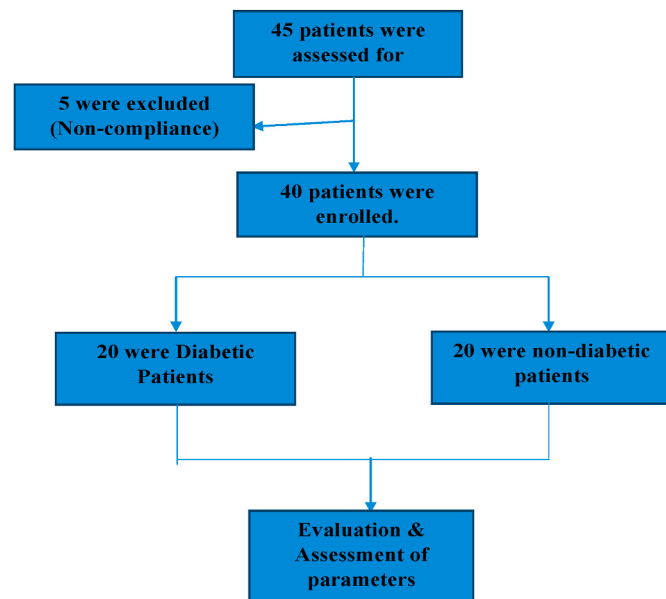 45 patients were
assessed for
5 were excluded
(Non-compliance)
40 patients were
enrolled.
20 were Diabetic
Patients
20 were non-diabetic
patients
Evaluation &
Assessment of
parameters